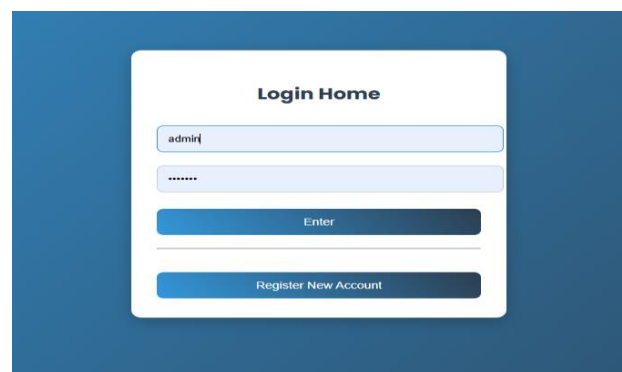 Login Home
admin
•••••••
Enter
Register New Account